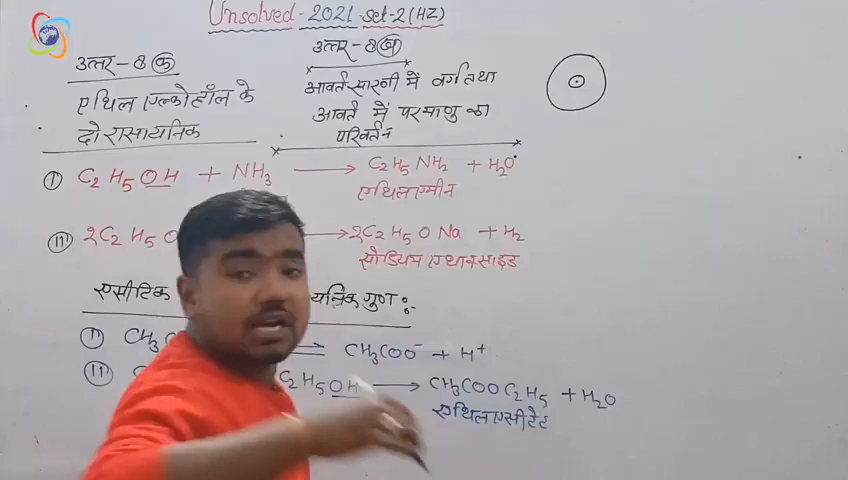 Unsolved-2021-set-2(HZ)
उत्तर-8(क)
एथिल एल्कोहॉल के
दो रासायनिक
उत्तर-8(ख)
आवर्त सारणी में वर्ग तथा
आवर्त में परमाणु का
परिवर्तन
(i) C2H5OH + NH3 → C2H5NH2 + H2O
एथिल एमीन
(ii) 2C2H5O → 2C2H5ONa + H2
सोडियम एथाक्साइड
एसीटिक गुण :-
(i) CH3C ⇌ CH3COO⁻ + H⁺
(ii) C2H5OH → CH3COOC2H5 + H2O
एथिल एसीटेट